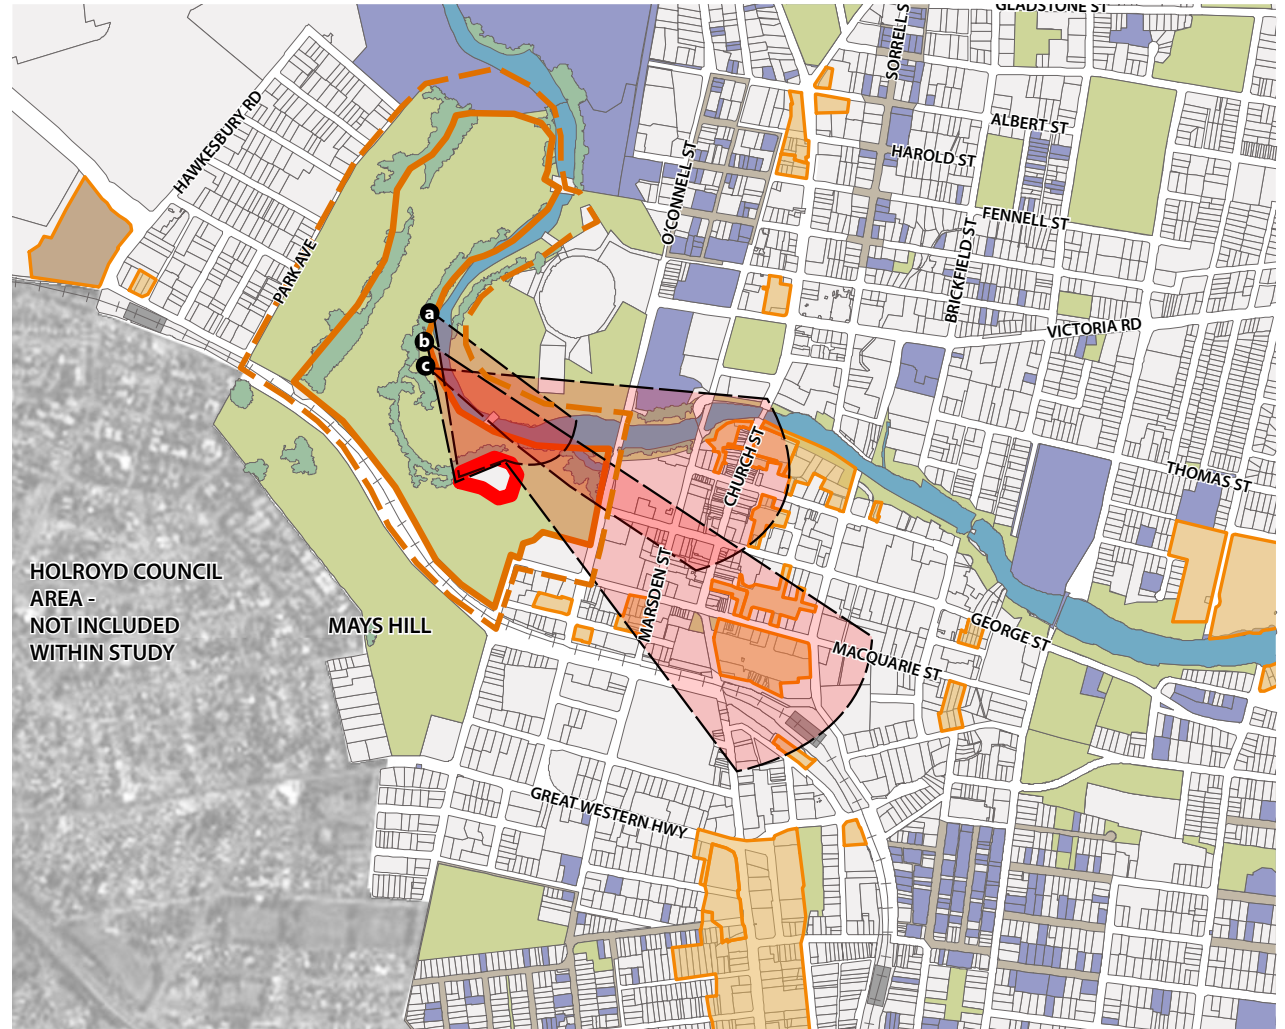 GLADSTONE ST
SORRELL S
HAWKESBURY RD
ALBERT ST
HAROLD ST
O'CONNELL ST
FENNELL ST
PARK AVE
BRICKFIELD ST
a
VICTORIA RD
b
c
CHURCH ST
THOMAS ST
HOLROYD COUNCIL
AREA -
NOT INCLUDED
WITHIN STUDY
MAYS HILL
MARSDEN ST
GEORGE ST
MACQUARIE ST
GREAT WESTERN HWY